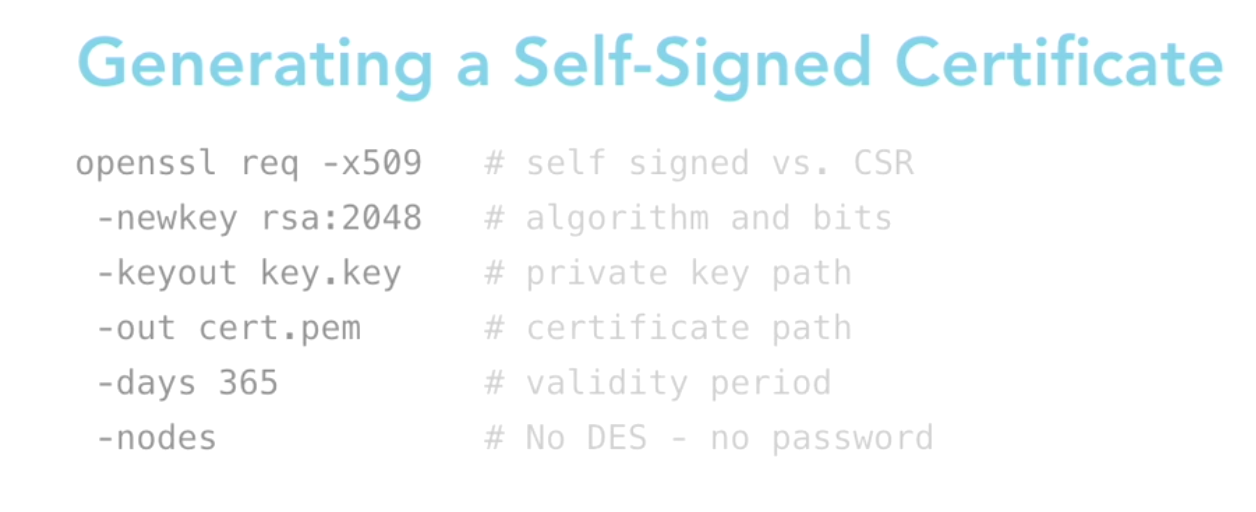 Generating a Self-Signed Certificate
openssl req -x509 # self signed vs. CSR
-newkey rsa:2048 # algorithm and bits
-keyout key.key # private key path
-out cert.pem # certificate path
-days 365 # validity period
-nodes # No DES - no password